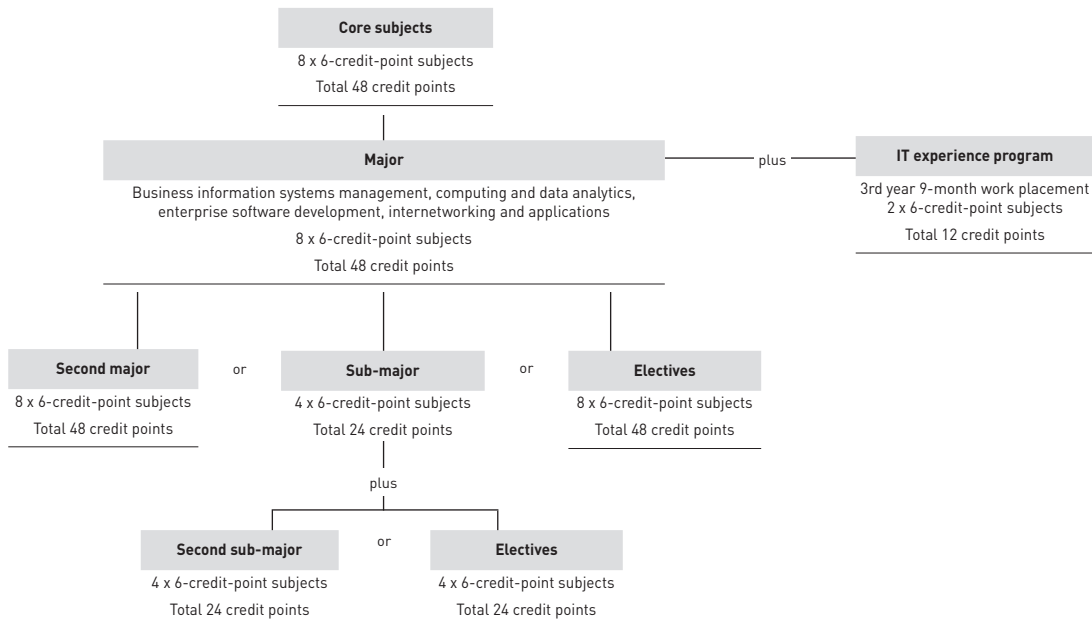 Core subjects
8 x 6-credit-point subjects
Total 48 credit points
Major
Business information systems management, computing and data analytics,
enterprise software development, internetworking and applications
8 x 6-credit-point subjects
Total 48 credit points
plus
IT experience program
3rd year 9-month work placement
2 x 6-credit-point subjects
Total 12 credit points
Second major
8 x 6-credit-point subjects
Total 48 credit points
or
Sub-major
4 x 6-credit-point subjects
Total 24 credit points
or
Electives
8 x 6-credit-point subjects
Total 48 credit points
plus
Second sub-major
4 x 6-credit-point subjects
Total 24 credit points
or
Electives
4 x 6-credit-point subjects
Total 24 credit points